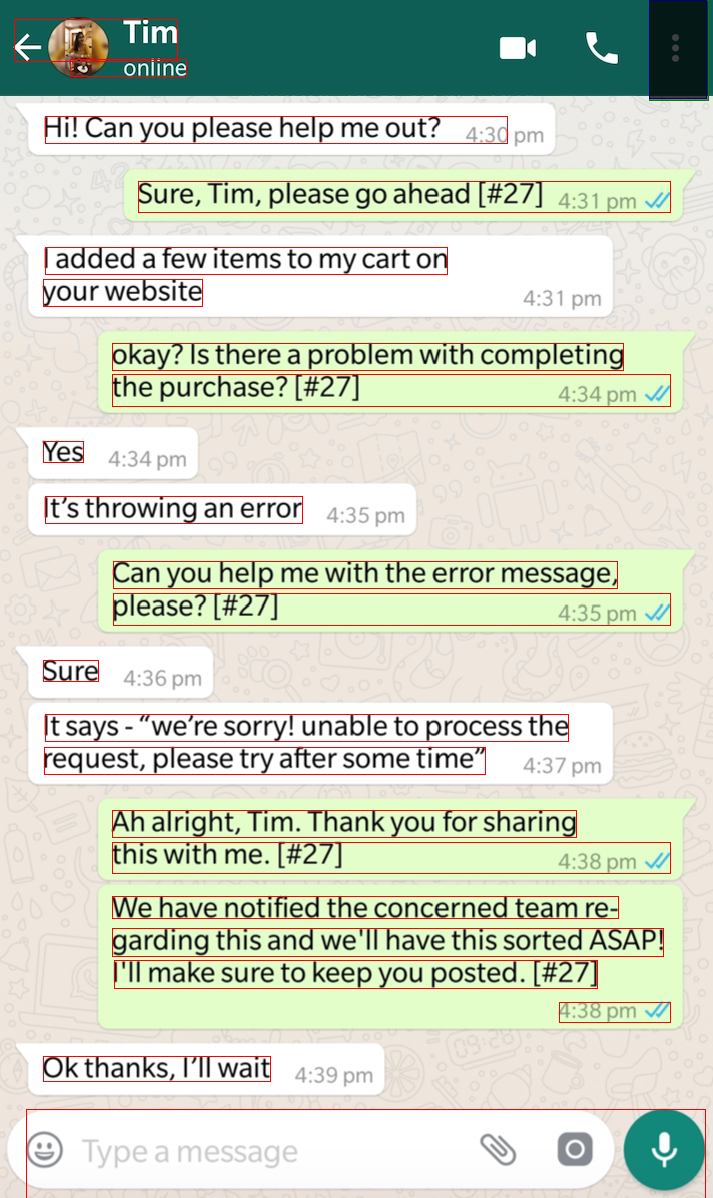 Tim
online
Hi! Can you please help me out? 4:30 pm
Sure, Tim, please go ahead [#27] 4:31 pm
I added a few items to my cart on
your website 4:31 pm
okay? Is there a problem with completing
the purchase? [#27] 4:34 pm
Yes 4:34 pm
It’s throwing an error 4:35 pm
Can you help me with the error message,
please? [#27] 4:35 pm
Sure 4:36 pm
It says - “we’re sorry! unable to process the
request, please try after some time” 4:37 pm
Ah alright, Tim. Thank you for sharing
this with me. [#27] 4:38 pm
We have notified the concerned team re-
garding this and we'll have this sorted ASAP!
I'll make sure to keep you posted. [#27]
4:38 pm
Ok thanks, I’ll wait 4:39 pm
Type a message